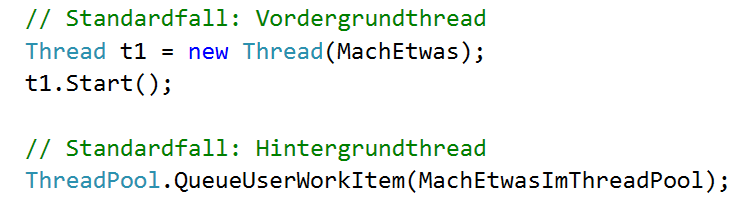 // Standardfall: Vordergrundthread
Thread t1 = new Thread(MachEtwas);
t1.Start();
// Standardfall: Hintergrundthread
ThreadPool.QueueUserWorkItem(MachEtwasImThreadPool);